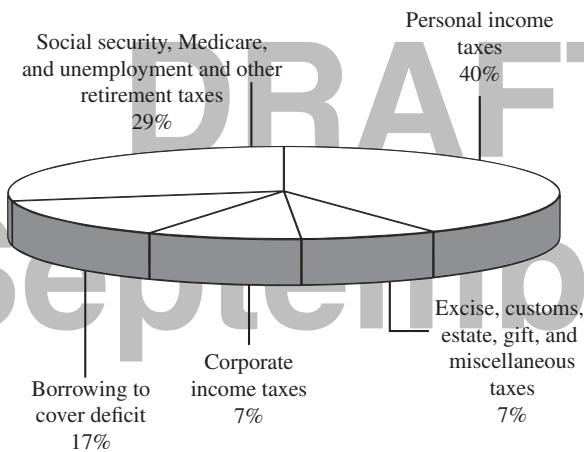 Personal income
taxes
40%
Social security, Medicare,
and unemployment and other
retirement taxes
29%
DRAFT
Septemb
Borrowing to
cover deficit
17%
Corporate
income taxes
7%
Excise, customs,
estate, gift, and
miscellaneous
taxes
7%